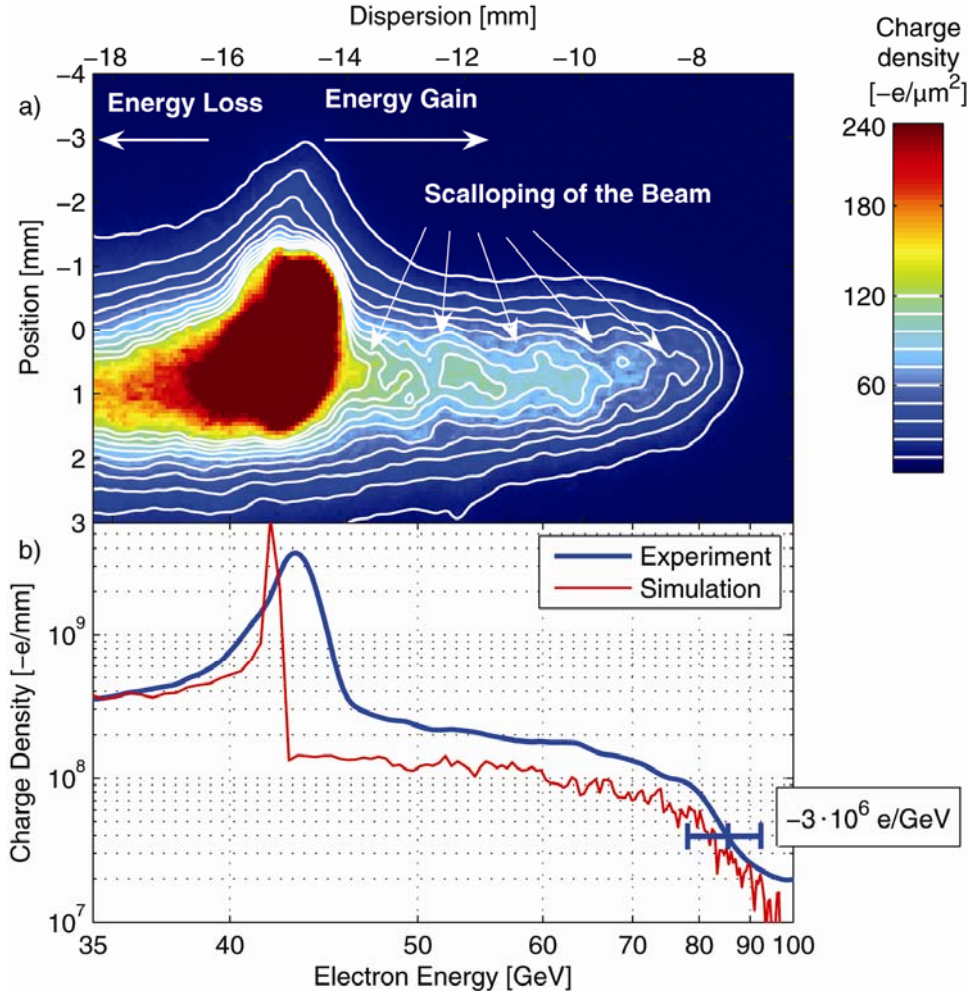 Dispersion [mm]
−18 −16 −14 −12 −10 −8
Charge
density
[−e/μm²]
a)
−4
−3
−2
−1
0
1
2
3
Position [mm]
Energy Loss
Energy Gain
Scalloping of the Beam
240
180
120
60
b)
Experiment
Simulation
10⁹
10⁸
10⁷
Charge Density [−e/mm]
−3·10⁶ e/GeV
35 40 50 60 70 80 90 100
Electron Energy [GeV]